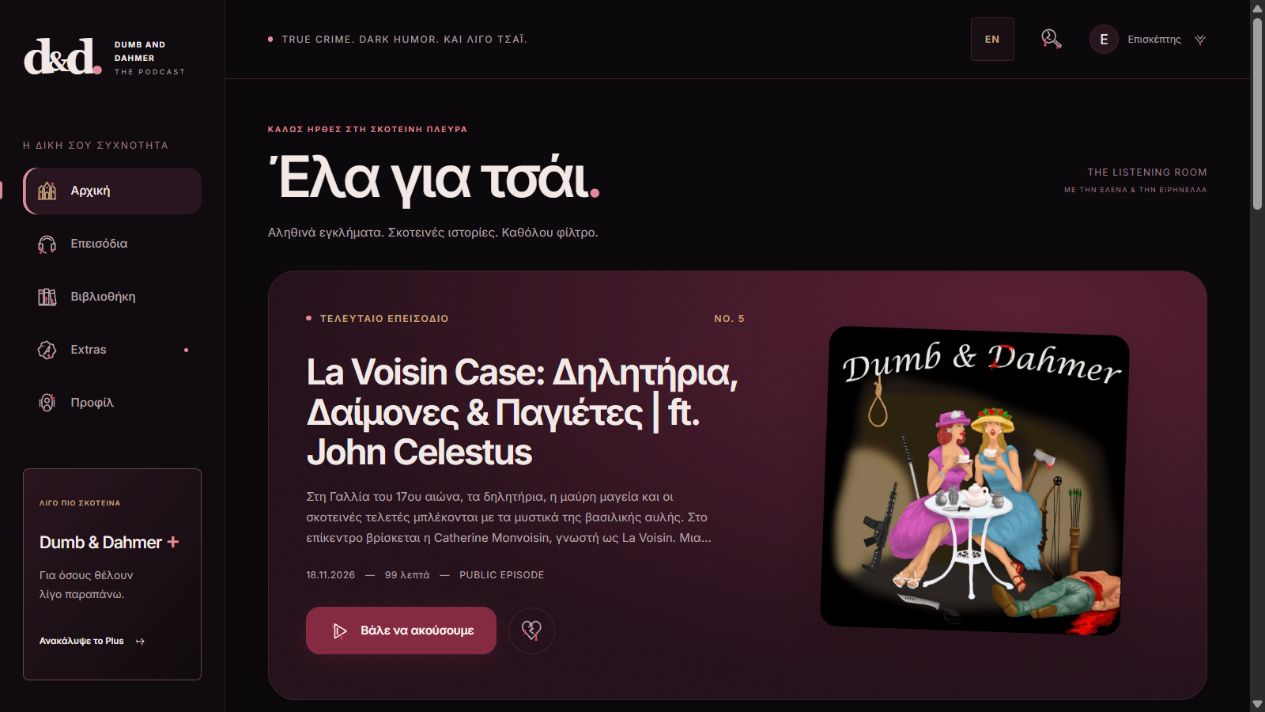 d&d.
DUMB AND
DAHMER
THE PODCAST
TRUE CRIME. DARK HUMOR. ΚΑΙ ΛΙΓΟ ΤΣΑΪ.
EN
E
Επισκέπτης
Η ΔΙΚΗ ΣΟΥ ΣΥΧΝΟΤΗΤΑ
Αρχική
Επεισόδια
Βιβλιοθήκη
Extras
Προφίλ
ΛΙΓΟ ΠΙΟ ΣΚΟΤΕΙΝΑ
Dumb & Dahmer +
Για όσους θέλουν
λίγο παραπάνω.
Ανακάλυψε το Plus
ΚΑΛΩΣ ΗΡΘΕΣ ΣΤΗ ΣΚΟΤΕΙΝΗ ΠΛΕΥΡΑ
Έλα για τσάι.
Αληθινά εγκλήματα. Σκοτεινές ιστορίες. Καθόλου φίλτρο.
THE LISTENING ROOM
ΜΕ ΤΗΝ ΕΛΕΝΑ & ΤΗΝ ΕΙΡΗΝΕΛΛΑ
ΤΕΛΕΥΤΑΙΟ ΕΠΕΙΣΟΔΙΟ
NO. 5
La Voisin Case: Δηλητήρια,
Δαίμονες & Παγιέτες | ft.
John Celestus
Στη Γαλλία του 17ου αιώνα, τα δηλητήρια, η μαύρη μαγεία και οι
σκοτεινές τελετές μπλέκονται με τα μυστικά της βασιλικής αυλής. Στο
επίκεντρο βρίσκεται η Catherine Monvoisin, γνωστή ως La Voisin. Μια...
18.11.2026 — 99 λεπτά — PUBLIC EPISODE
Βάλε να ακούσουμε
Dumb & Dahmer